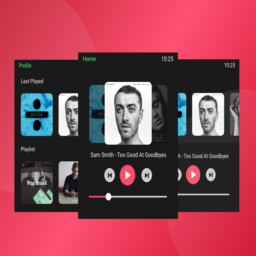 Profile
Last Played
Playlist
Pop Brasil
Home
10:25
Sam Smith -Too Good At Goodbyes
10:25
Good At Goodbyes